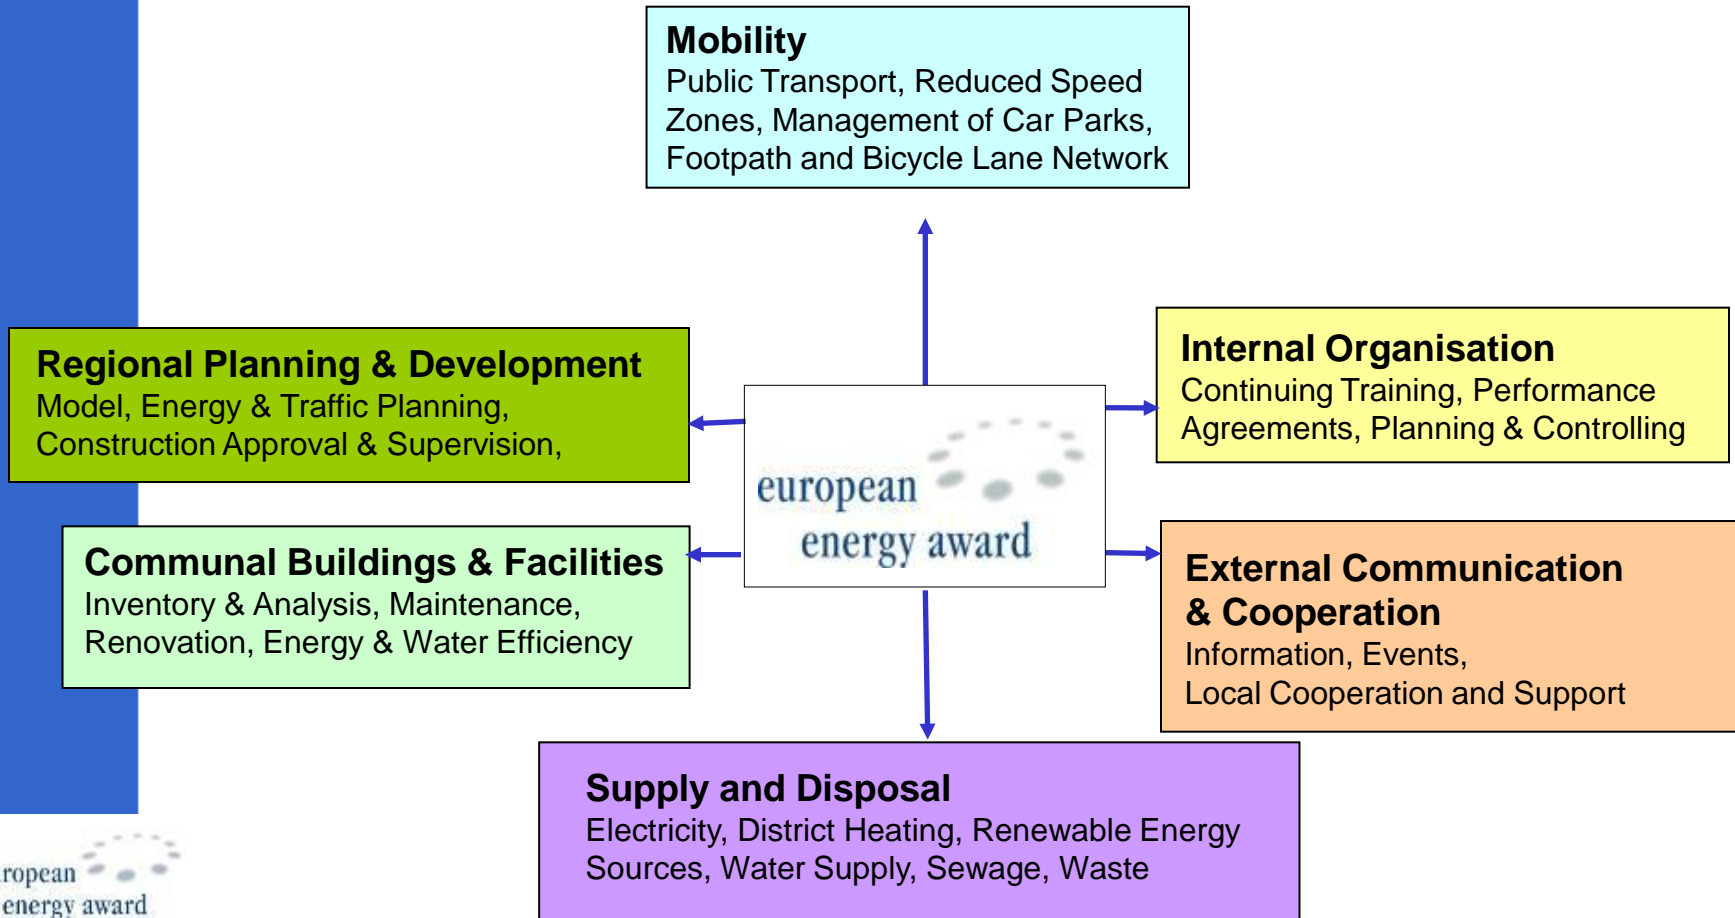 Mobility
Public Transport, Reduced Speed
Zones, Management of Car Parks,
Footpath and Bicycle Lane Network
Regional Planning & Development
Model, Energy & Traffic Planning,
Construction Approval & Supervision,
Internal Organisation
Continuing Training, Performance
Agreements, Planning & Controlling
european
energy award
Communal Buildings & Facilities
Inventory & Analysis, Maintenance,
Renovation, Energy & Water Efficiency
External Communication
& Cooperation
Information, Events,
Local Cooperation and Support
Supply and Disposal
Electricity, District Heating, Renewable Energy
Sources, Water Supply, Sewage, Waste
ropean
energy award